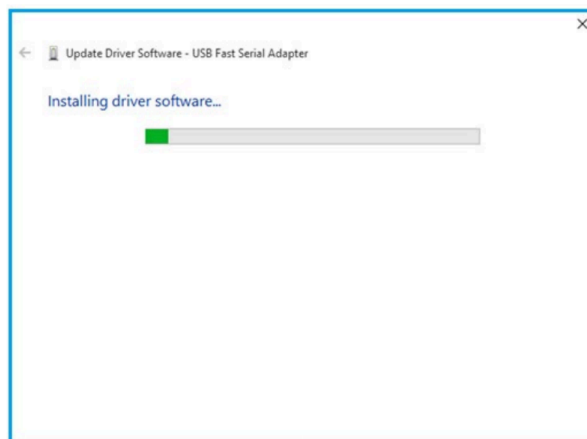 Update Driver Software - USB Fast Serial Adapter
Installing driver software...